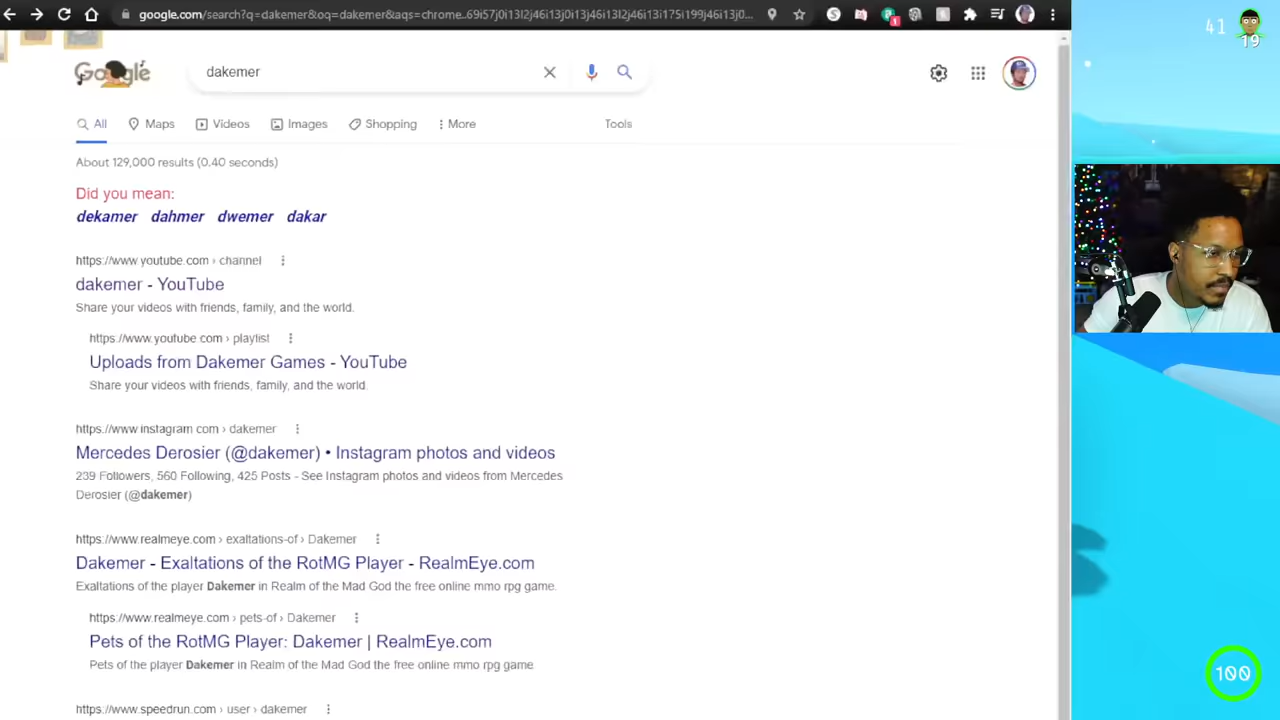 google.com/search?q=dakemer&oq=dakemer&aqs=chrome..69i57j0i13l2j46i13j0i13j46i13l2j46i13i175i199j46i13j0...
41
19
Google
dakemer
All
Maps
Videos
Images
Shopping
More
Tools
About 129,000 results (0.40 seconds)
Did you mean:
dekamer dahmer dwemer dakar
https://www.youtube.com › channel
dakemer - YouTube
Share your videos with friends, family, and the world.
https://www.youtube.com › playlist
Uploads from Dakemer Games - YouTube
Share your videos with friends, family, and the world.
https://www.instagram.com › dakemer
Mercedes Derosier (@dakemer) • Instagram photos and videos
239 Followers, 560 Following, 425 Posts - See Instagram photos and videos from Mercedes
Derosier (@dakemer)
https://www.realmeye.com › exaltations-of › Dakemer
Dakemer - Exaltations of the RotMG Player - RealmEye.com
Exaltations of the player Dakemer in Realm of the Mad God the free online mmo rpg game.
https://www.realmeye.com › pets-of › Dakemer
Pets of the RotMG Player: Dakemer | RealmEye.com
Pets of the player Dakemer in Realm of the Mad God the free online mmo rpg game
https://www.speedrun.com › user › dakemer
100